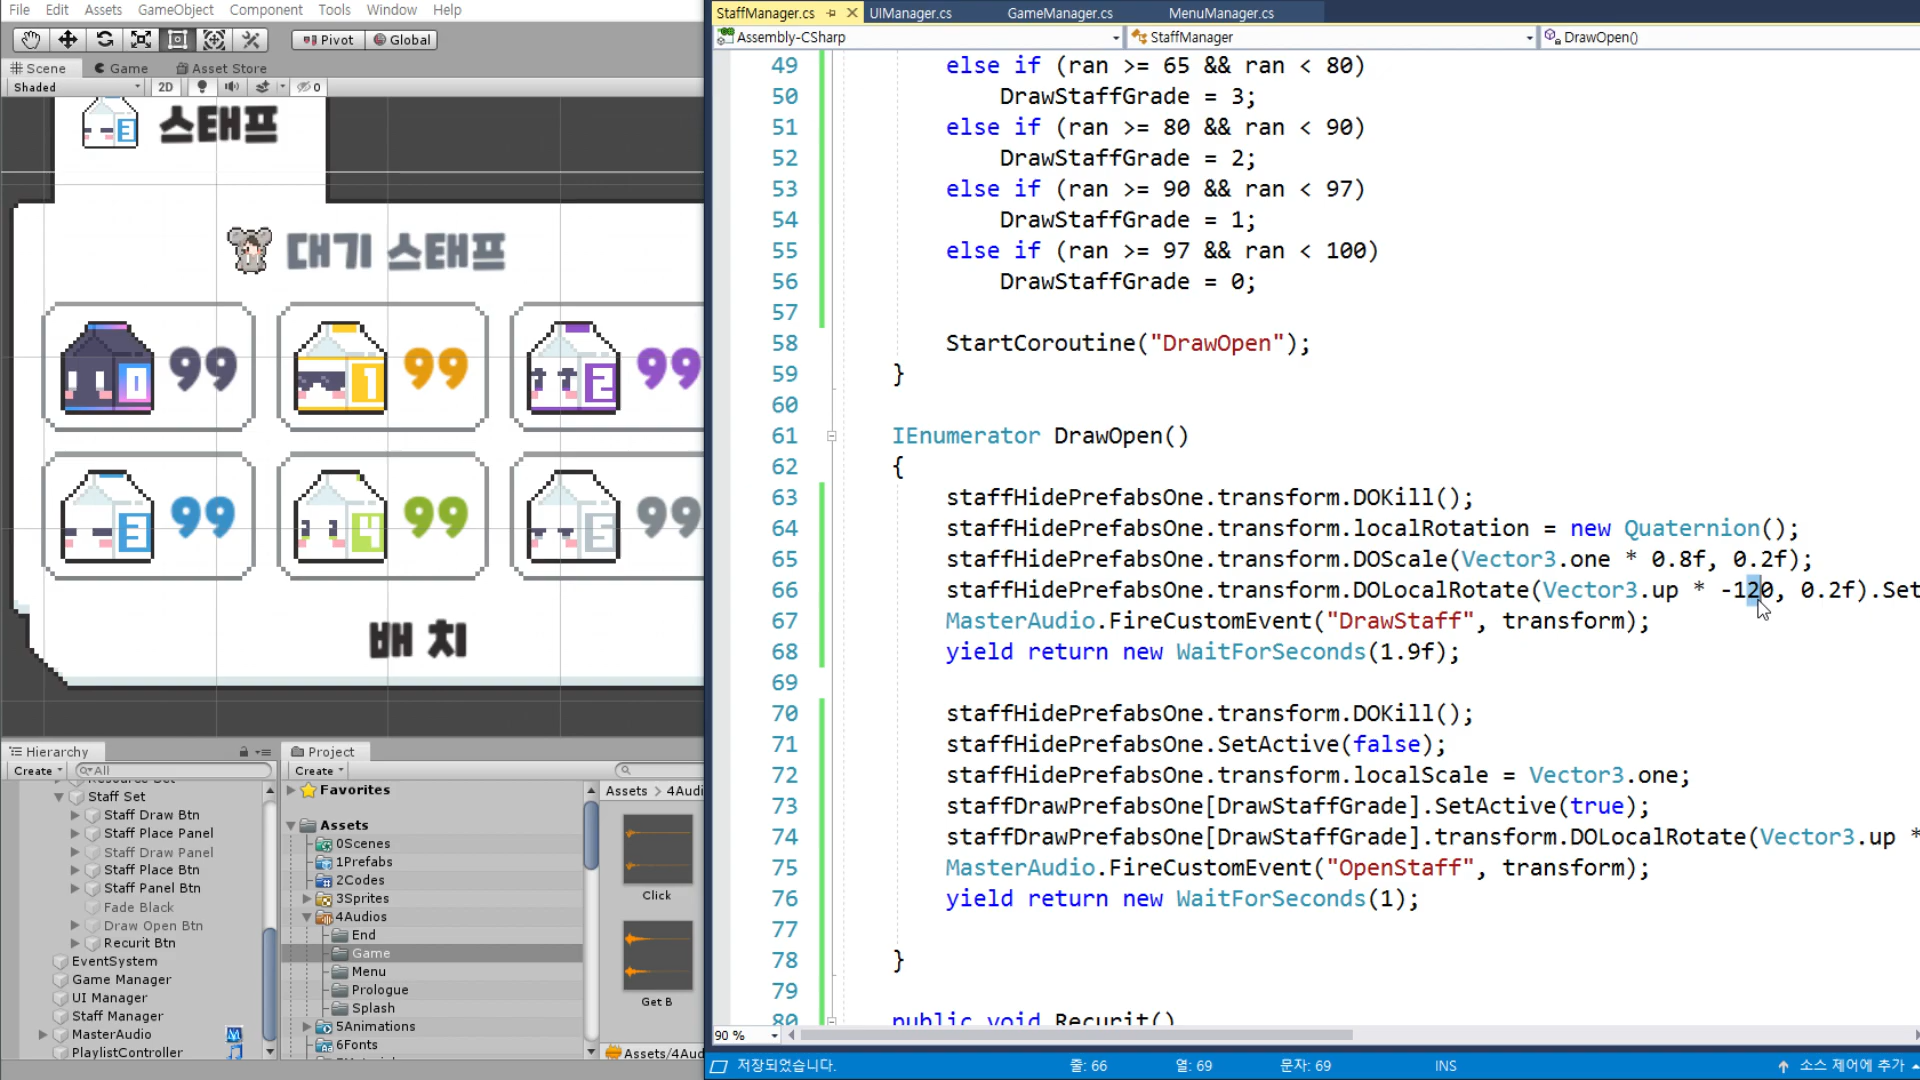 File Edit Assets GameObject Component Tools Window Help
Pivot Global
Scene Game Asset Store
Shaded 2D 0
3 스태프
대기 스태프
0 99 1 99 2 99
3 99 4 99 5 99
배 치
Hierarchy
Create All
Staff Set
Staff Draw Btn
Staff Place Panel
Staff Draw Panel
Staff Place Btn
Staff Panel Btn
Fade Black
Draw Open Btn
Recurit Btn
EventSystem
Game Manager
UI Manager
Staff Manager
MasterAudio
PlaylistController
Project
Create
Favorites
Assets
0Scenes
1Prefabs
2Codes
3Sprites
4Audios
End
Game
Menu
Prologue
Splash
5Animations
6Fonts
Assets > 4Audi
Click
Get B
Assets/4Aud
StaffManager.cs UIManager.cs GameManager.cs MenuManager.cs
Assembly-CSharp StaffManager DrawOpen()
49 else if (ran >= 65 && ran < 80)
50 DrawStaffGrade = 3;
51 else if (ran >= 80 && ran < 90)
52 DrawStaffGrade = 2;
53 else if (ran >= 90 && ran < 97)
54 DrawStaffGrade = 1;
55 else if (ran >= 97 && ran < 100)
56 DrawStaffGrade = 0;
57
58 StartCoroutine("DrawOpen");
59 }
60
61 IEnumerator DrawOpen()
62 {
63 staffHidePrefabsOne.transform.DOKill();
64 staffHidePrefabsOne.transform.localRotation = new Quaternion();
65 staffHidePrefabsOne.transform.DOScale(Vector3.one * 0.8f, 0.2f);
66 staffHidePrefabsOne.transform.DOLocalRotate(Vector3.up * -120, 0.2f).Set
67 MasterAudio.FireCustomEvent("DrawStaff", transform);
68 yield return new WaitForSeconds(1.9f);
69
70 staffHidePrefabsOne.transform.DOKill();
71 staffHidePrefabsOne.SetActive(false);
72 staffHidePrefabsOne.transform.localScale = Vector3.one;
73 staffDrawPrefabsOne[DrawStaffGrade].SetActive(true);
74 staffDrawPrefabsOne[DrawStaffGrade].transform.DOLocalRotate(Vector3.up *
75 MasterAudio.FireCustomEvent("OpenStaff", transform);
76 yield return new WaitForSeconds(1);
77
78 }
79
80 public void Recurit()
90 %
저장되었습니다. 줄: 66 열: 69 문자: 69 INS 소스 제어에 추가